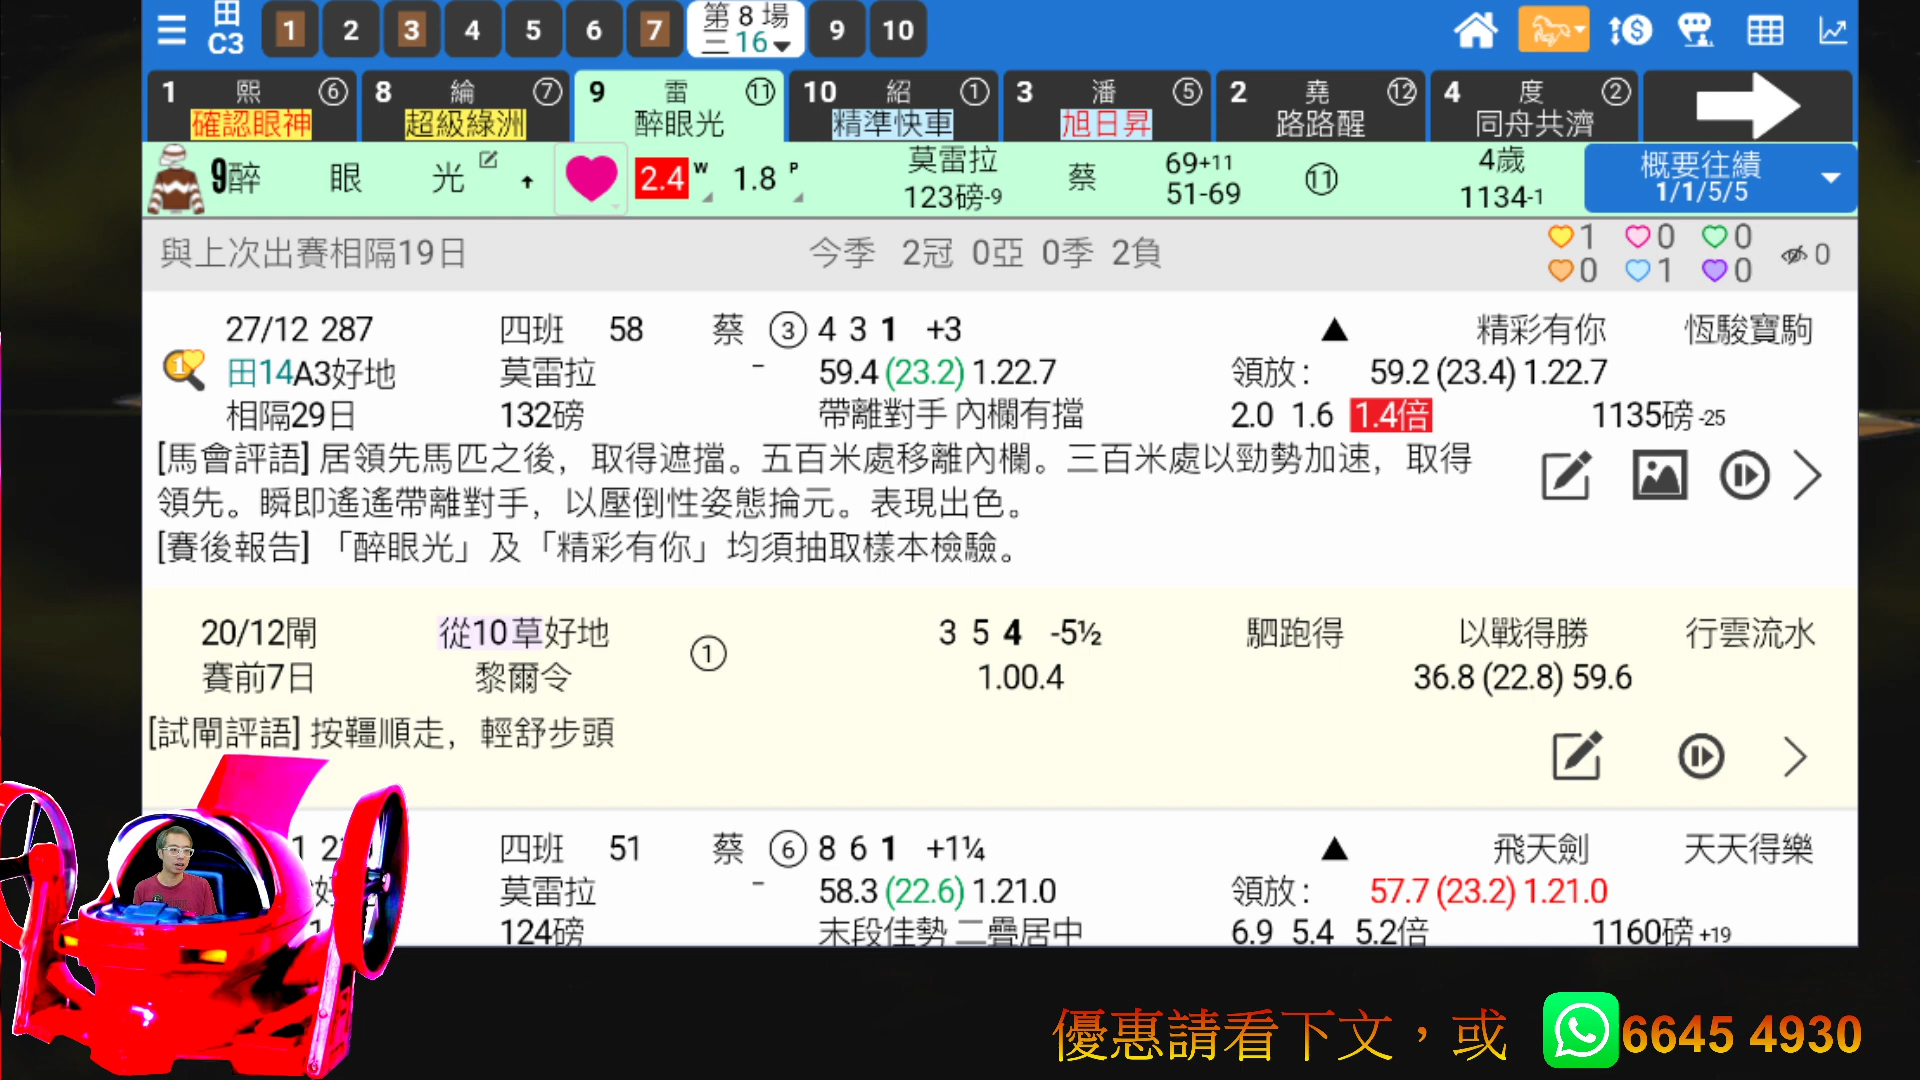 田 C3 1 2 3 4 5 6 7 第 8 場 三 16 9 10
1 熙 ⑥ 確認眼神
8 綸 ⑦ 超級綠洲
9 雷 ⑪ 醉眼光
10 紹 ① 精準快車
3 潘 ⑤ 旭日昇
2 堯 ⑫ 路路醒
4 度 ② 同舟共濟
9 醉眼光 2.4 W 1.8 P 莫雷拉 蔡 69+11 ⑪ 4歲 概要往績
123磅-9 51-69 1134-1 1/1/5/5
與上次出賽相隔19日 今季 2冠 0亞 0季 2負
1 0 0 0
0 1 0
27/12 287 四班 58 蔡 ③ 4 3 1 +3 ▲ 精彩有你 恆駿寶駒
1 田14A3好地 莫雷拉 - 59.4 (23.2) 1.22.7 領放: 59.2 (23.4) 1.22.7
相隔29日 132磅 帶離對手 內欄有擋 2.0 1.6 1.4倍 1135磅 -25
[馬會評語] 居領先馬匹之後，取得遮擋。五百米處移離內欄。三百米處以勁勢加速，取得
領先。瞬即遙遙帶離對手，以壓倒性姿態掄元。表現出色。
[賽後報告] 「醉眼光」及「精彩有你」均須抽取樣本檢驗。
20/12閘 從10草好地 ① 3 5 4 -5½ 駟跑得 以戰得勝 行雲流水
賽前7日 黎爾令 1.00.4 36.8 (22.8) 59.6
[試閘評語] 按韁順走，輕舒步頭
四班 51 蔡 ⑥ 8 6 1 +1¼ ▲ 飛天劍 天天得樂
莫雷拉 - 58.3 (22.6) 1.21.0 領放: 57.7 (23.2) 1.21.0
124磅 末段佳勢 二疊居中 6.9 5.4 5.2倍 1160磅 +19
優惠請看下文，或 6645 4930